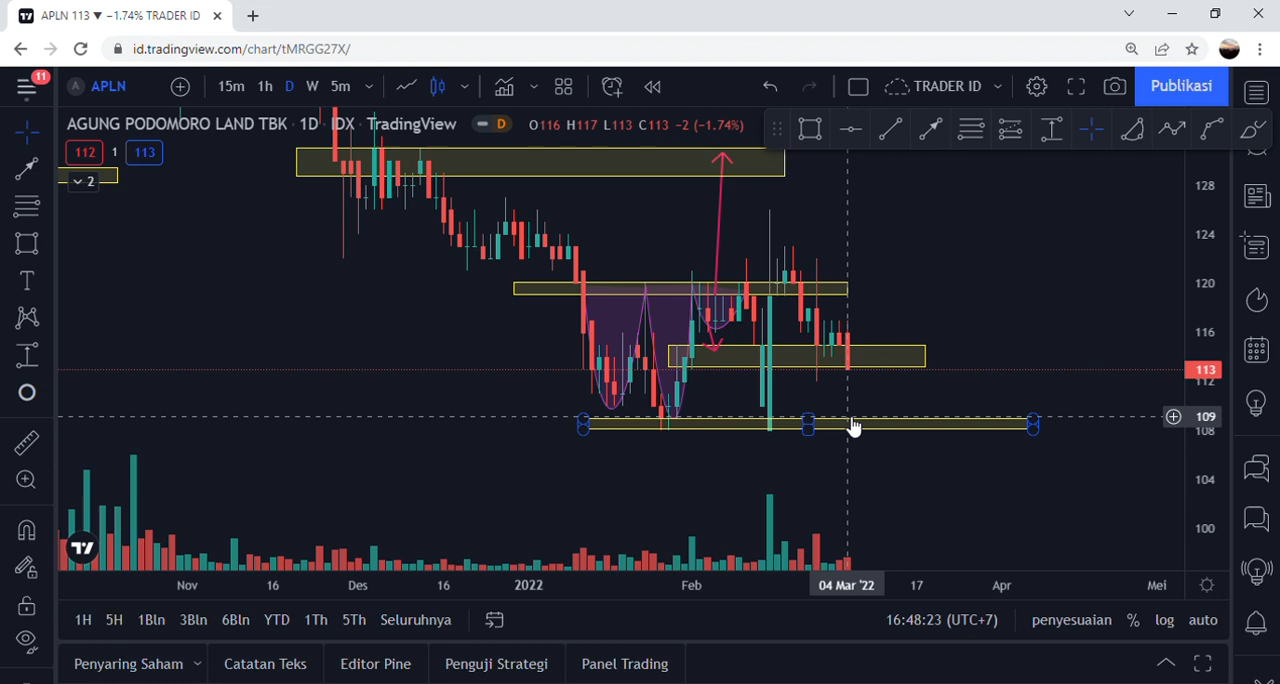 APLN 113 ▼ −1.74% TRADER ID
id.tradingview.com/chart/tMRGG27X/
11
A APLN 15m 1h D W 5m TRADER ID Publikasi
AGUNG PODOMORO LAND TBK · 1D · IDX · TradingView D O116 H117 L113 C113 −2 (−1.74%)
112 1 113
2
128
124
120
116
113
112
109
108
104
100
Nov 16 Des 16 2022 Feb 04 Mar '22 17 Apr Mei
1H 5H 1Bln 3Bln 6Bln YTD 1Th 5Th Seluruhnya 16:48:23 (UTC+7) penyesuaian % log auto
Penyaring Saham Catatan Teks Editor Pine Penguji Strategi Panel Trading